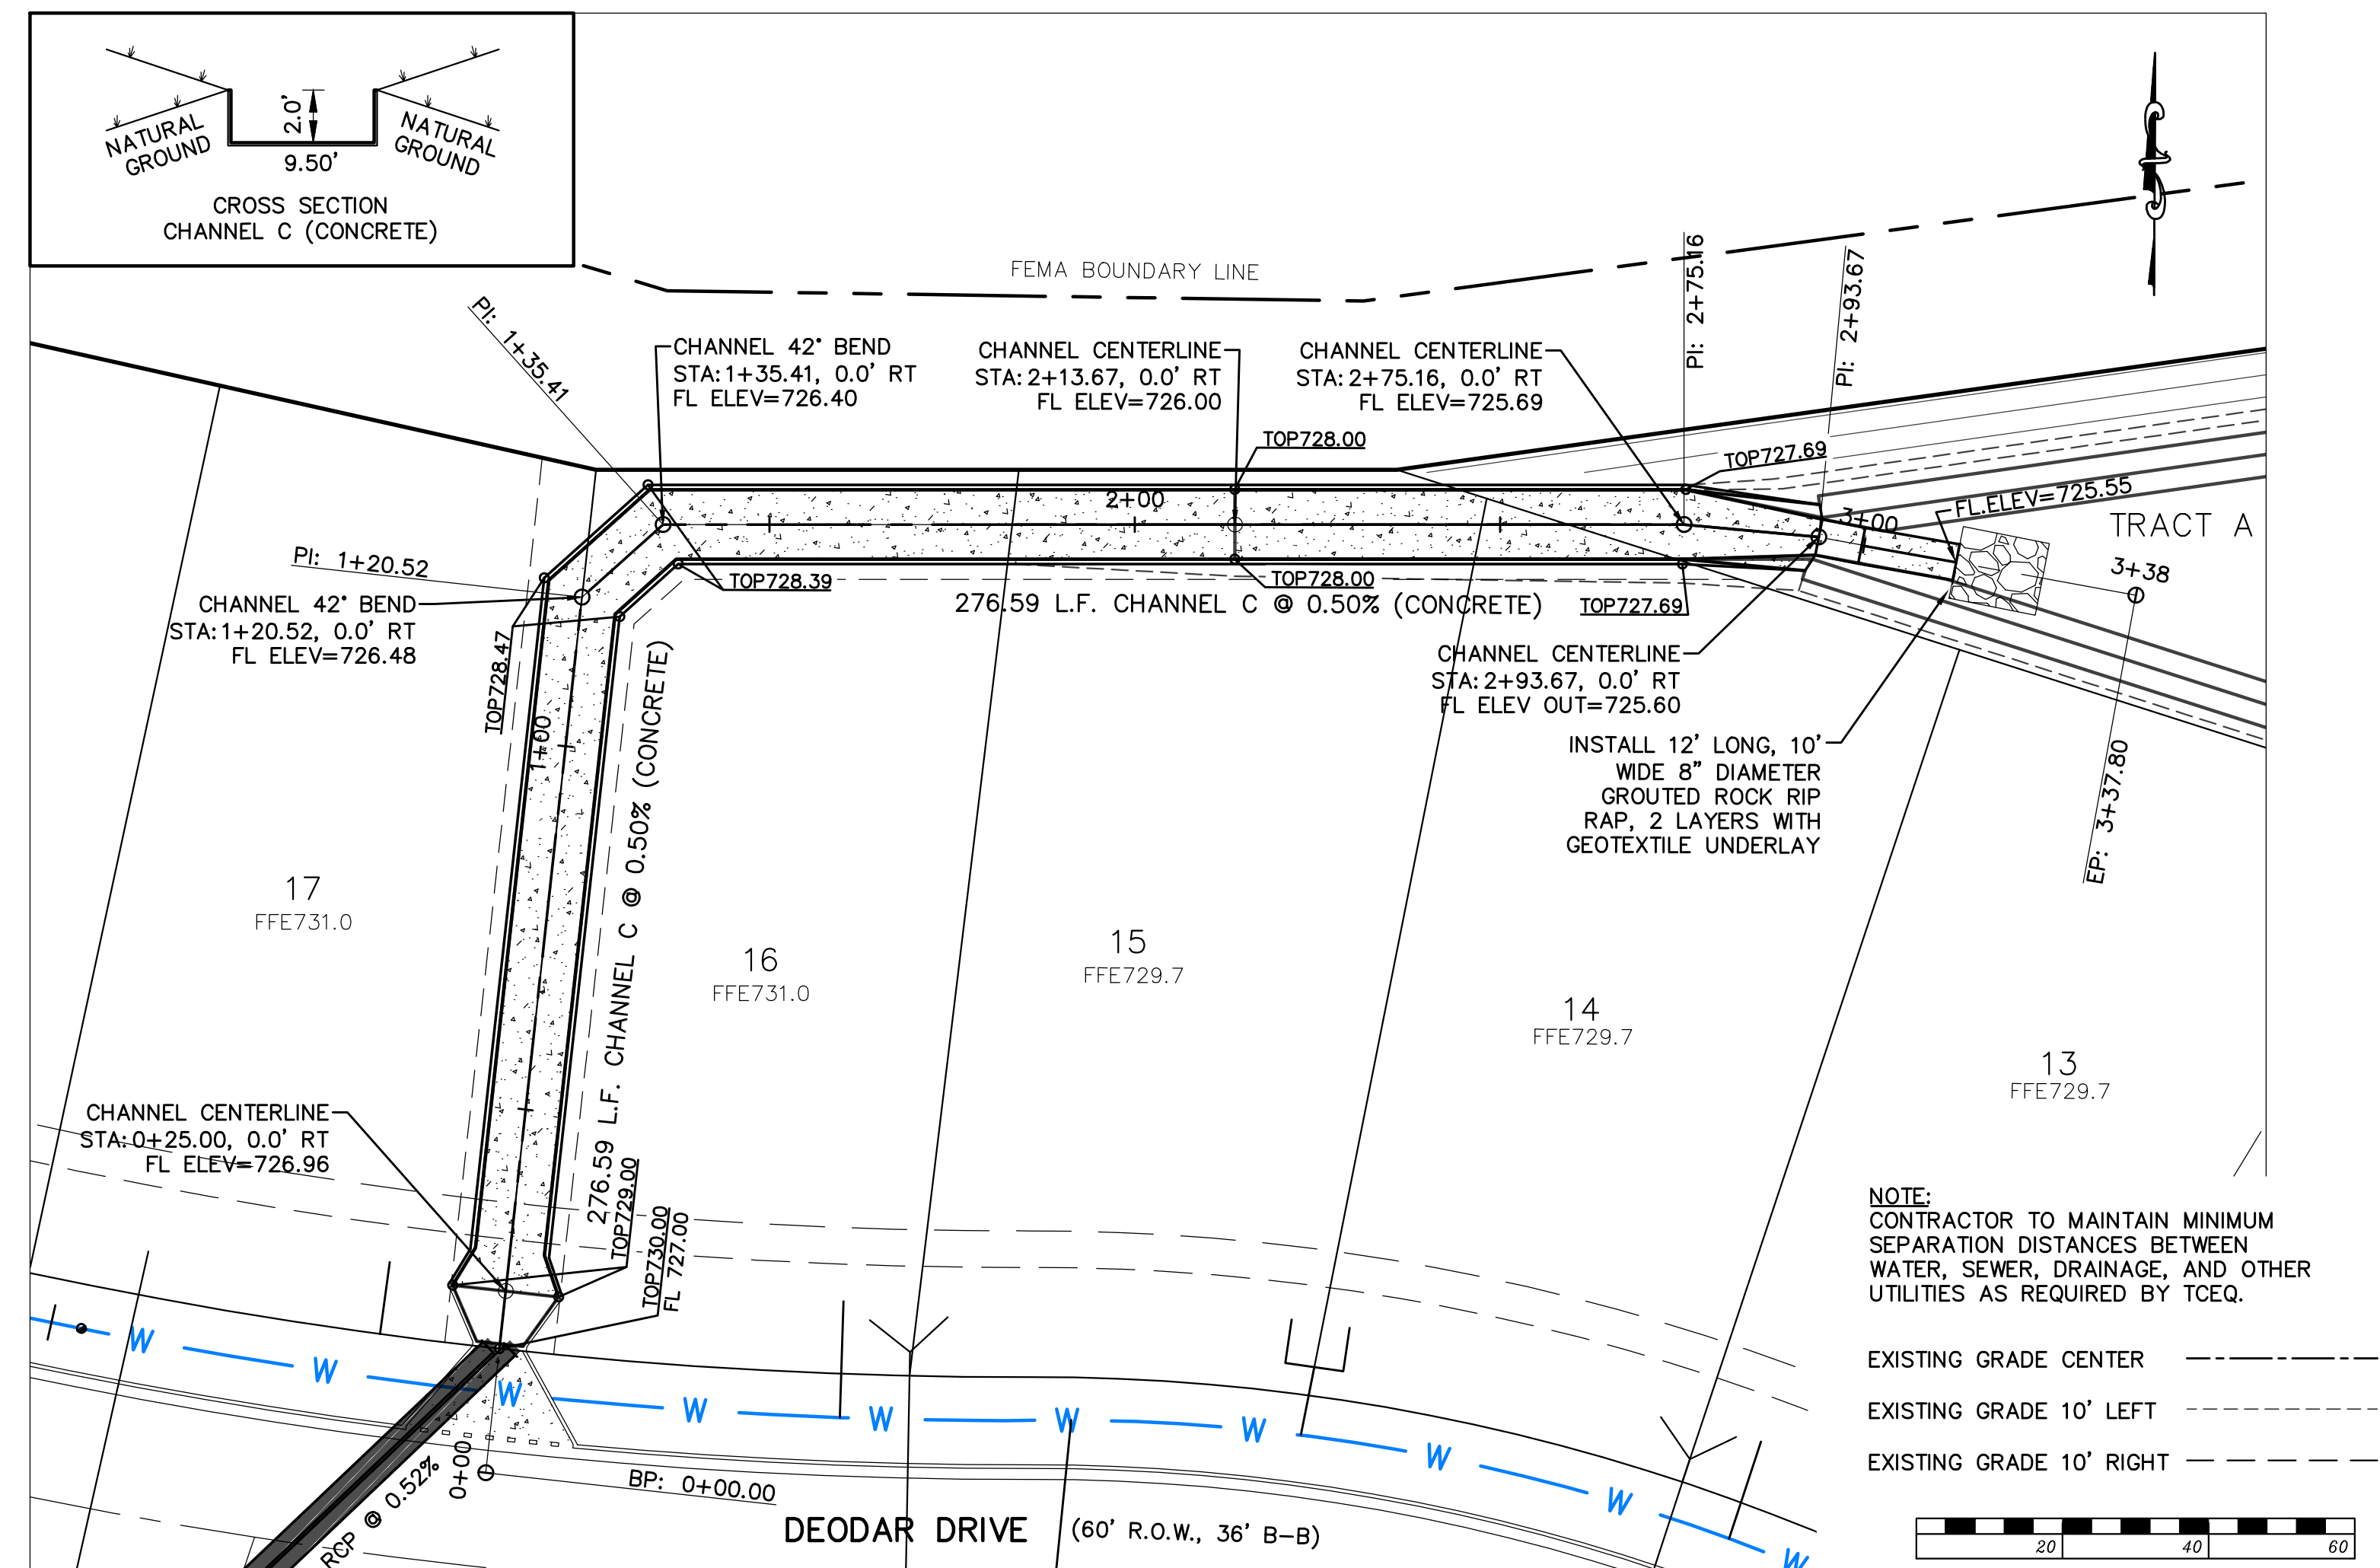 2.0'
NATURAL
GROUND
9.50'
NATURAL
GROUND
CROSS SECTION
CHANNEL C (CONCRETE)
FEMA BOUNDARY LINE
PI: 1+35.41
CHANNEL 42° BEND
STA:1+35.41, 0.0' RT
FL ELEV=726.40
CHANNEL CENTERLINE
STA:2+13.67, 0.0' RT
FL ELEV=726.00
CHANNEL CENTERLINE
STA:2+75.16, 0.0' RT
FL ELEV=725.69
PI: 2+75.16
PI: 2+93.67
TOP728.00
TOP727.69
2+00
3+00
FL.ELEV=725.55
TRACT A
3+38
PI: 1+20.52
CHANNEL 42° BEND
STA:1+20.52, 0.0' RT
FL ELEV=726.48
TOP728.39
TOP728.00
276.59 L.F. CHANNEL C @ 0.50% (CONCRETE)
TOP727.69
TOP728.47
1+00
276.59 L.F. CHANNEL C @ 0.50% (CONCRETE)
CHANNEL CENTERLINE
STA:2+93.67, 0.0' RT
FL ELEV OUT=725.60
INSTALL 12' LONG, 10'
WIDE 8" DIAMETER
GROUTED ROCK RIP
RAP, 2 LAYERS WITH
GEOTEXTILE UNDERLAY
EP: 3+37.80
17
FFE731.0
16
FFE731.0
15
FFE729.7
14
FFE729.7
13
FFE729.7
CHANNEL CENTERLINE
STA:0+25.00, 0.0' RT
FL ELEV=726.96
TOP729.00
TOP730.00
FL 727.00
NOTE:
CONTRACTOR TO MAINTAIN MINIMUM
SEPARATION DISTANCES BETWEEN
WATER, SEWER, DRAINAGE, AND OTHER
UTILITIES AS REQUIRED BY TCEQ.
EXISTING GRADE CENTER
EXISTING GRADE 10' LEFT
EXISTING GRADE 10' RIGHT
W
W
W
W
W
W
W
W
W
W
RCP @ 0.52%
0+00
BP: 0+00.00
DEODAR DRIVE (60' R.O.W., 36' B-B)
20
40
60